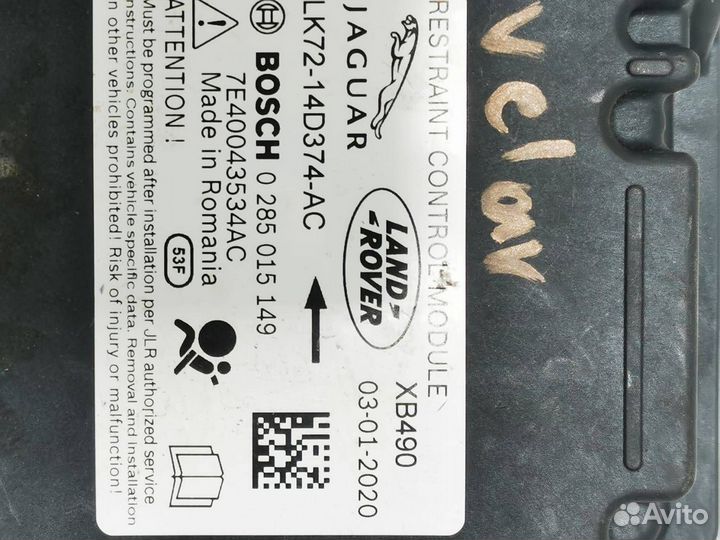 velar
RESTRAINT CONTROL MODULE
JAGUAR
LAND
ROVER
XB490
LK72-14D374-AC
03-01-2020
BOSCH 0 285 015 149
7E40043534AC
Made in Romania
53F
ATTENTION !
Must be programmed after installation per JLR authorized service
instructions. Contains vehicle specific data. Removal and Installation
in other vehicles prohibited! Risk of injury or malfunction!
Avito